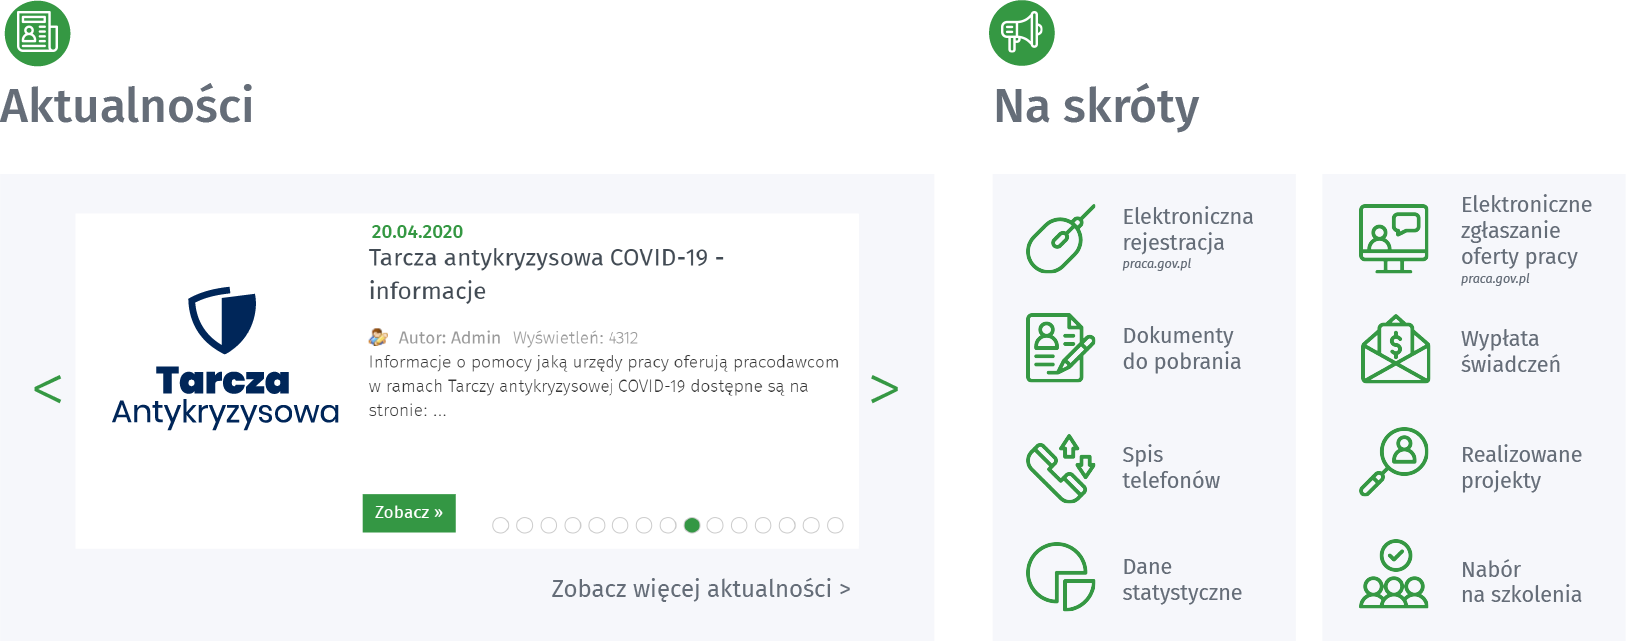 Aktualności
<
Tarcza
Antykryzysowa
20.04.2020
Tarcza antykryzysowa COVID-19 -
informacje
Autor: Admin Wyświetleń: 4312
Informacje o pomocy jaką urzędy pracy oferują pracodawcom
w ramach Tarczy antykryzysowej COVID-19 dostępne są na
stronie: ...
Zobacz »
>
Zobacz więcej aktualności >
Na skróty
Elektroniczna
rejestracja
praca.gov.pl
Dokumenty
do pobrania
Spis
telefonów
Dane
statystyczne
Elektroniczne
zgłaszanie
oferty pracy
praca.gov.pl
$
Wypłata
świadczeń
Realizowane
projekty
Nabór
na szkolenia